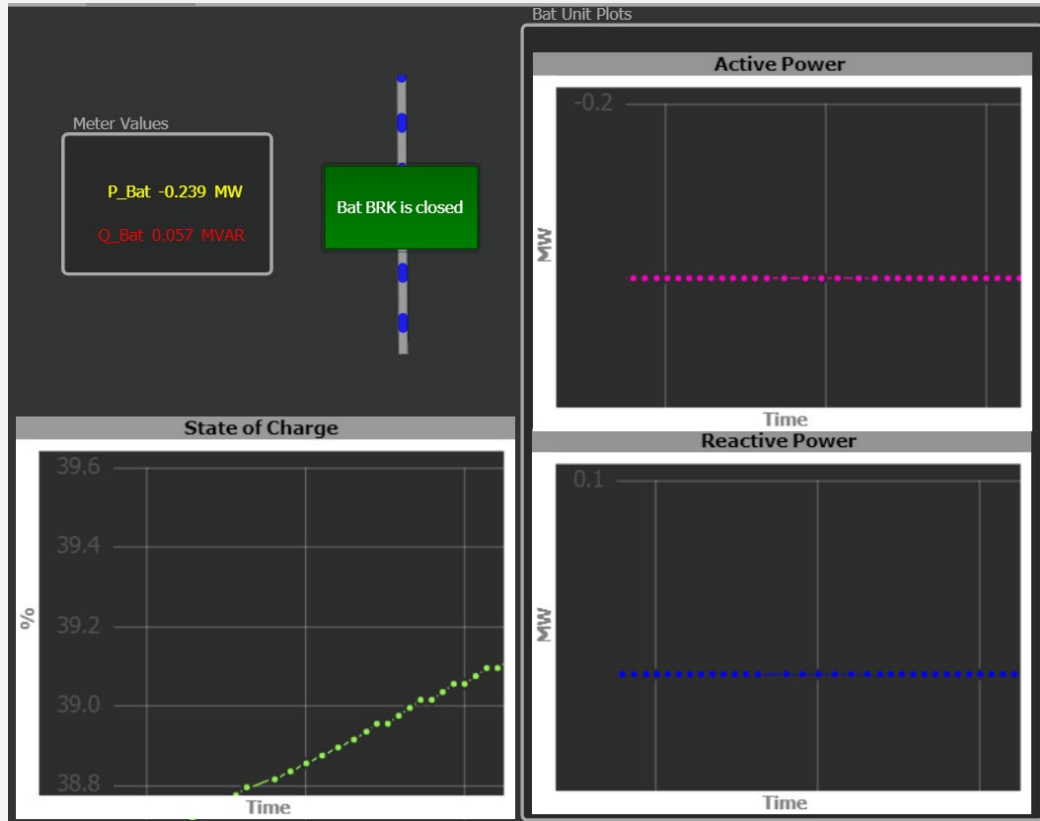 Bat Unit Plots
Meter Values
P_Bat -0.239 MW
Q_Bat 0.057 MVAR
Bat BRK is closed
Active Power
-0.2
MW
Time
State of Charge
39.6
39.4
39.2
39.0
38.8
%
Time
Reactive Power
0.1
MW
Time